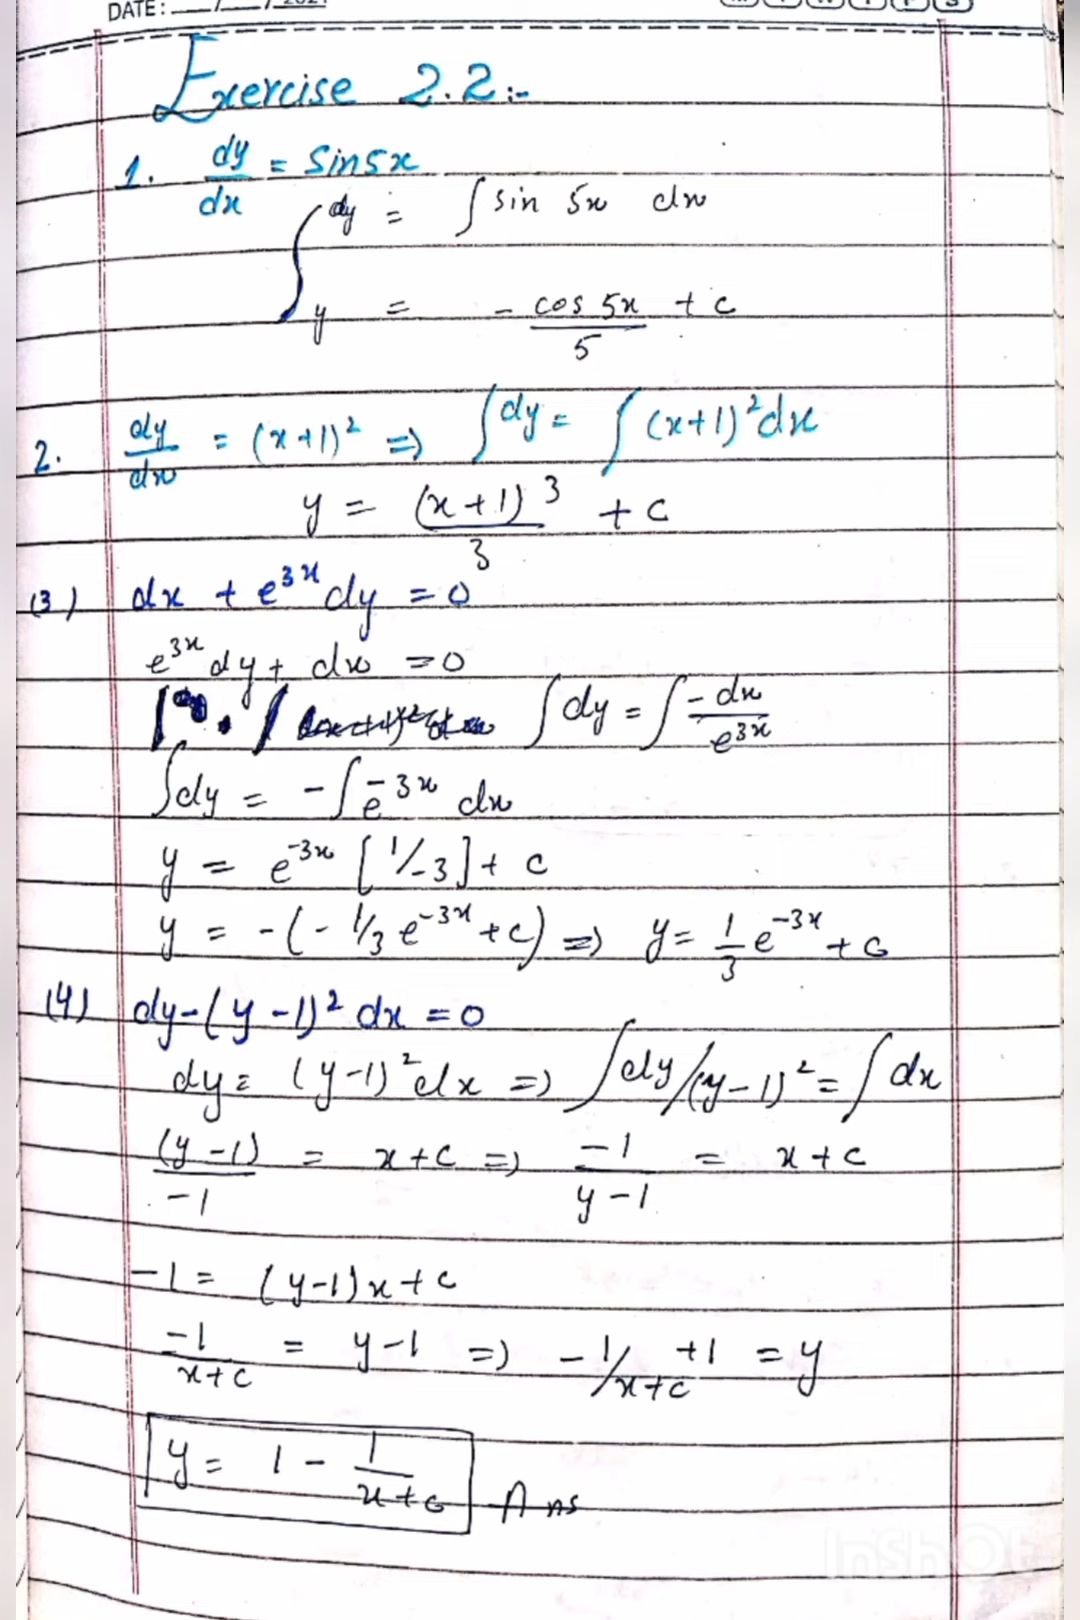 DATE: ___/___/2021
Exercise 2.2:-
1. dy/dx = sin5x
∫dy = ∫ sin 5x dx
y = - cos 5x/5 + c
2. dy/dx = (x+1)² => ∫dy = ∫(x+1)²dx
y = (x+1)³/3 + c
(3) dx + e^3x dy = 0
e^3x dy + dx = 0
∫dy = ∫-dx/e^3x
∫dy = -∫e^-3x dx
y = e^-3x [1/-3] + c
y = -(-1/3 e^-3x + c) => y = 1/3 e^-3x + c
(4) dy-(y-1)² dx = 0
dy = (y-1)²dx => ∫dy/(y-1)² = ∫dx
(y-1)/-1 = x+c => -1/y-1 = x+c
-1 = (y-1)x+c
-1/x+c = y-1 => -1/x+c +1 = y
y = 1 - 1/x+c Ans
InShOt